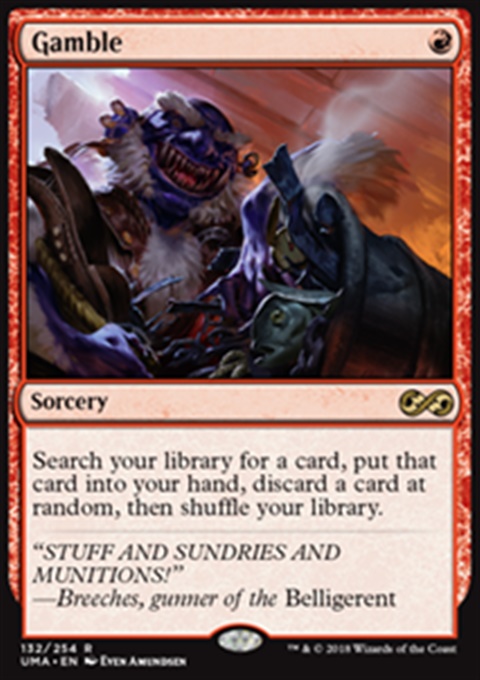 Gamble
Sorcery
Search your library for a card, put that
card into your hand, discard a card at
random, then shuffle your library.
“STUFF AND SUNDRIES AND
MUNITIONS!”
—Breeches, gunner of the Belligerent
132/254 R
UMA • EN Even Amundsen
™ & © 2018 Wizards of the Coast